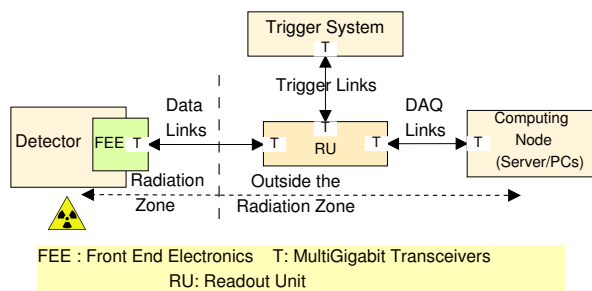 Trigger System
T
Trigger Links
Data
Links
DAQ
Links
Detector
FEE
T
T
T
RU
T
T
Computing
Node
(Server/PCs)
Radiation
Zone
Outside the
Radiation Zone
FEE : Front End Electronics T: MultiGigabit Transceivers
RU: Readout Unit